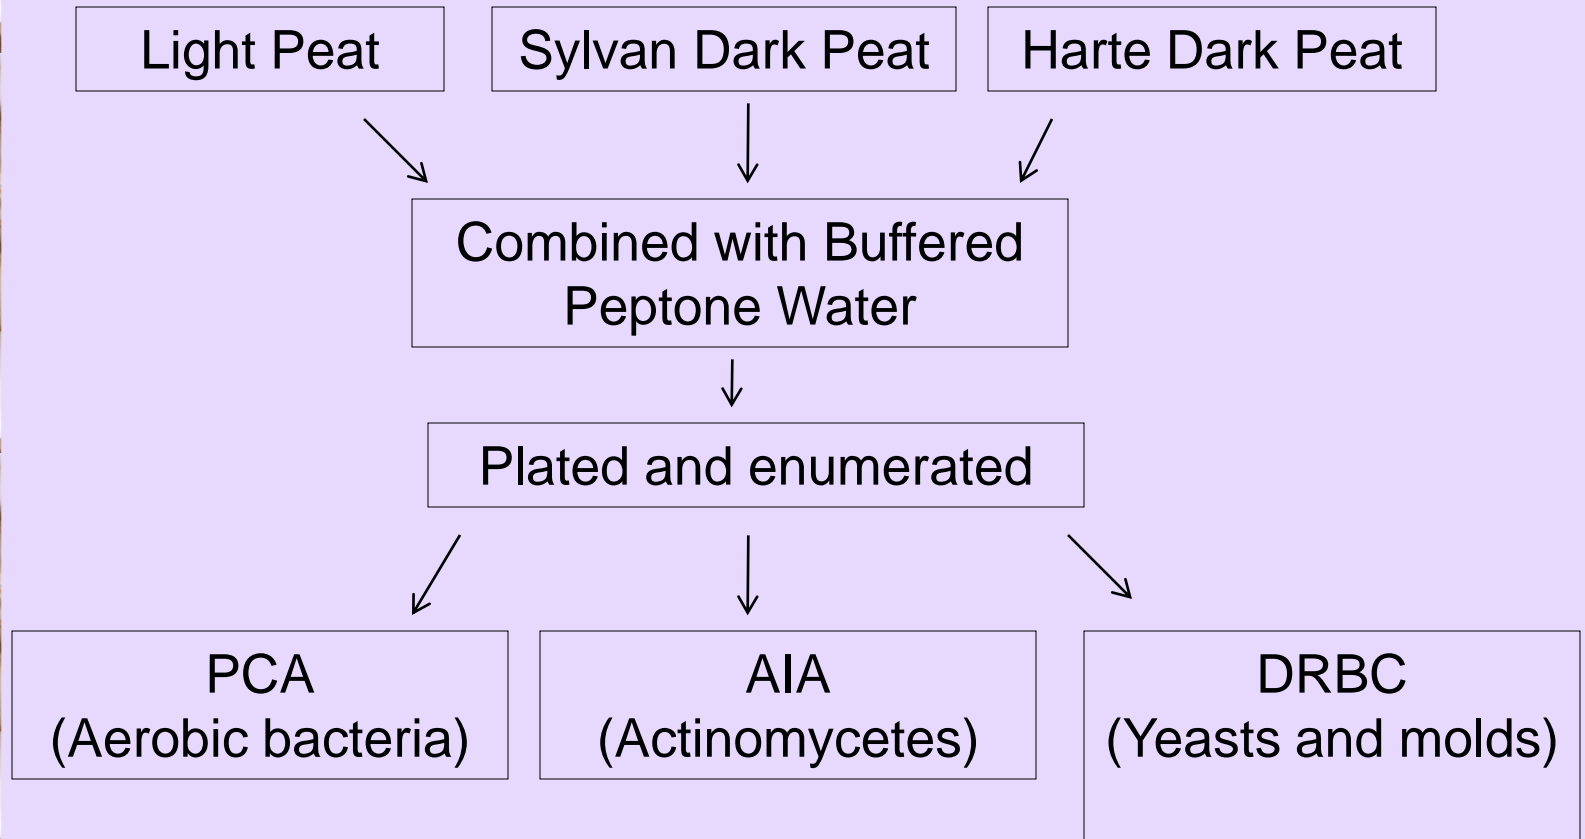 Light Peat
Sylvan Dark Peat
Harte Dark Peat
Combined with Buffered
Peptone Water
Plated and enumerated
PCA
(Aerobic bacteria)
AIA
(Actinomycetes)
DRBC
(Yeasts and molds)